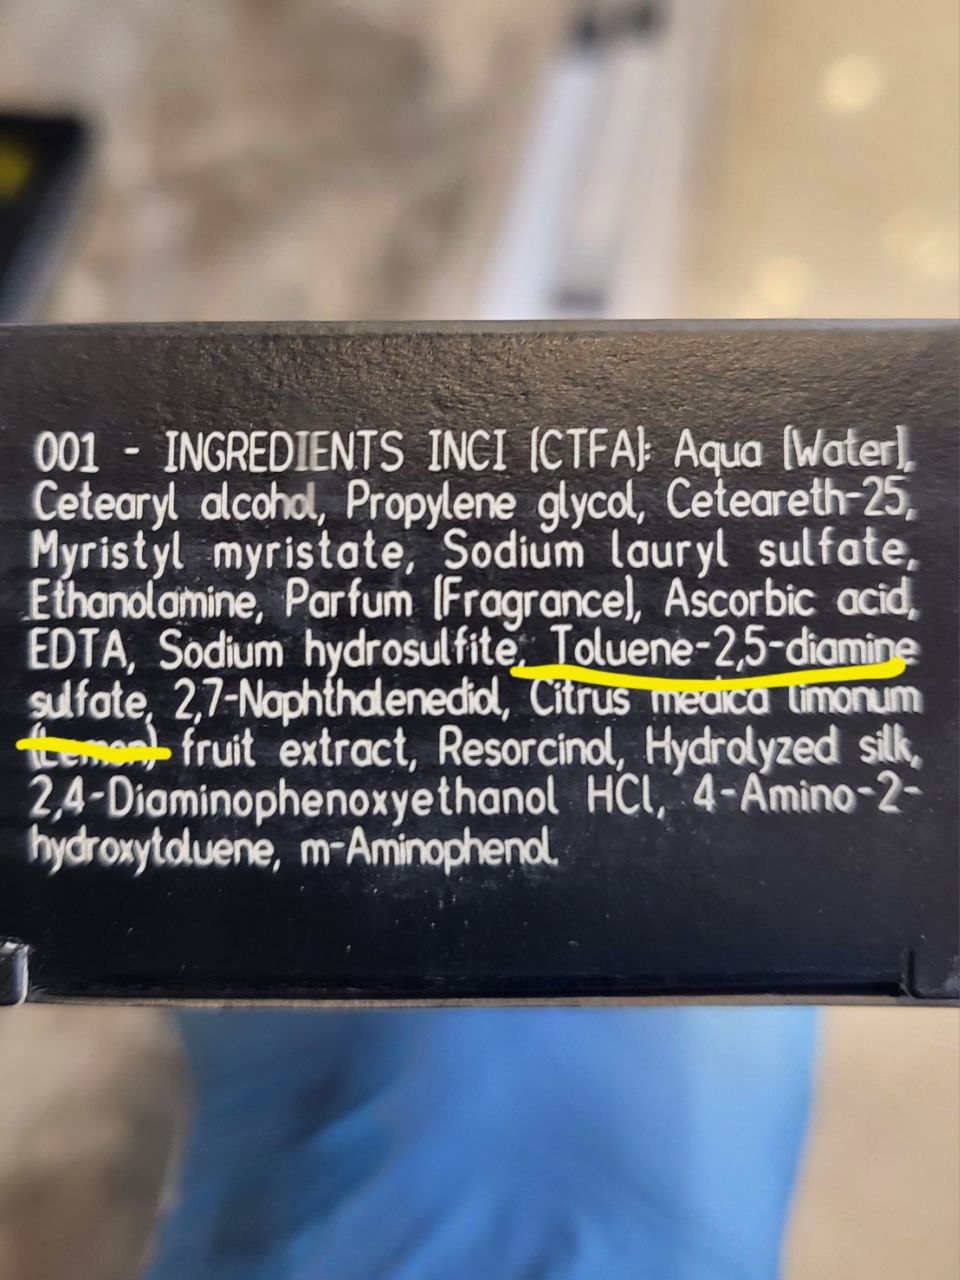 001 - INGREDIENTS INCI (CTFA): Aqua (Water),
Cetearyl alcohol, Propylene glycol, Ceteareth-25,
Myristyl myristate, Sodium lauryl sulfate,
Ethanolamine, Parfum (Fragrance), Ascorbic acid,
EDTA, Sodium hydrosulfite, Toluene-2,5-diamine
sulfate, 2,7-Naphthalenediol, Citrus medica limonum
(Lemon) fruit extract, Resorcinol, Hydrolyzed silk,
2,4-Diaminophenoxyethanol HCl, 4-Amino-2-
hydroxytoluene, m-Aminophenol.